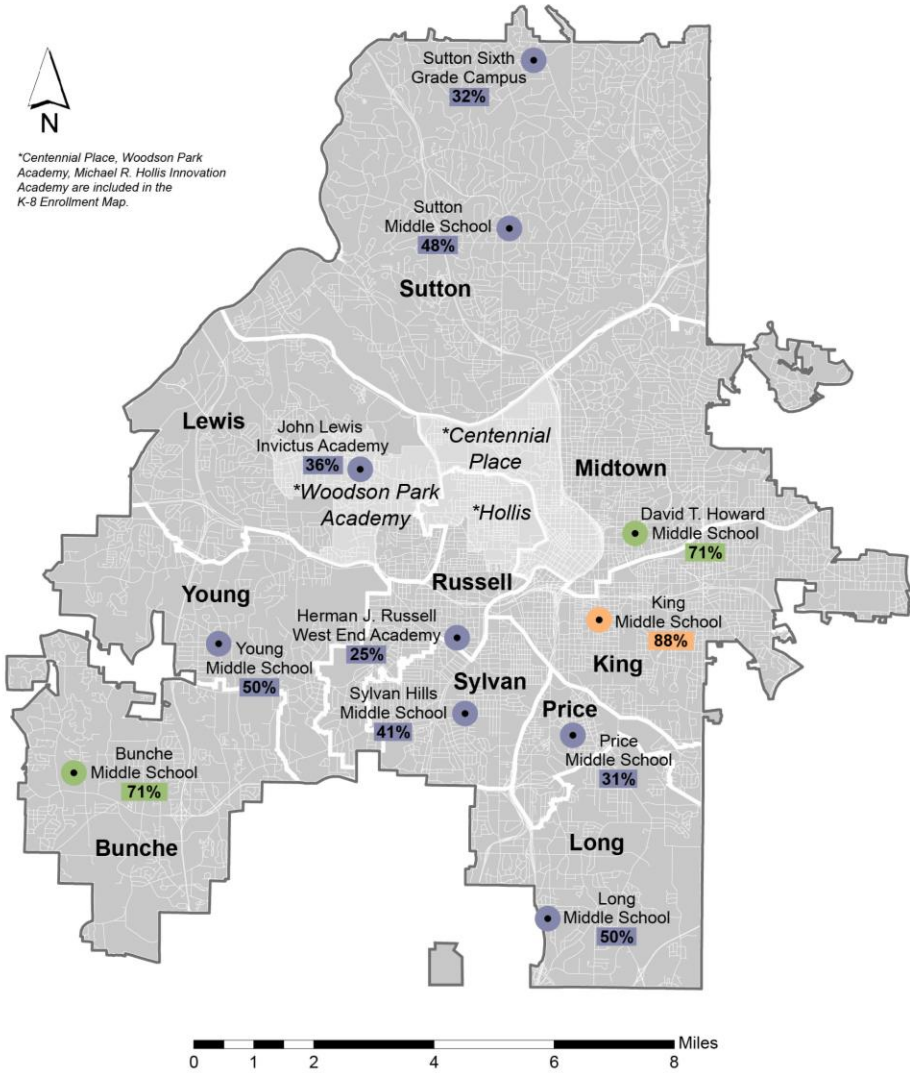 Sutton Sixth
Grade Campus
32%
N
*Centennial Place, Woodson Park
Academy, Michael R. Hollis Innovation
Academy are included in the
K-8 Enrollment Map.
Sutton
Middle School
48%
Sutton
Lewis
John Lewis
Invictus Academy
36%
*Centennial
Place
Midtown
*Woodson Park
Academy
*Hollis
David T. Howard
Middle School
71%
Russell
Young
Herman J. Russell
West End Academy
25%
King
Middle School
88%
King
Young
Middle School
50%
Sylvan
Sylvan Hills
Middle School
41%
Price
Price
Middle School
31%
Bunche
Middle School
71%
Bunche
Long
Long
Middle School
50%
Miles
0 1 2 4 6 8